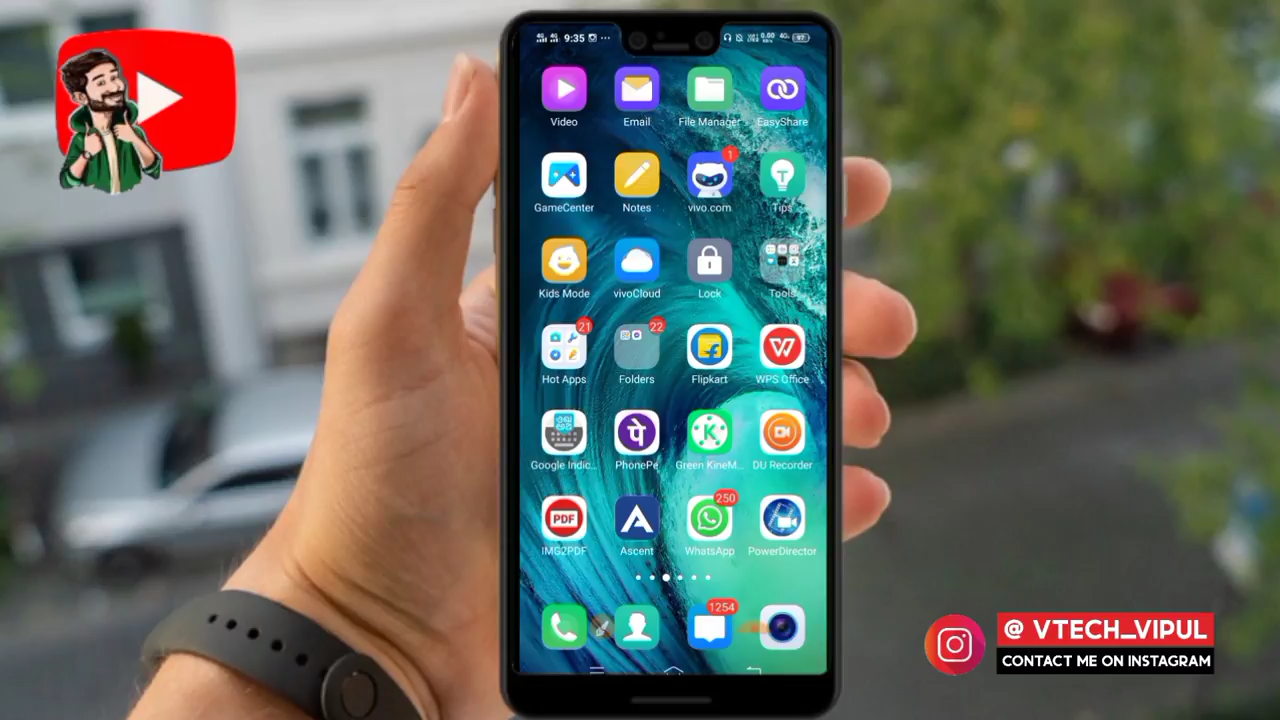 9:35
Video
Email
File Manager
EasyShare
GameCenter
Notes
1
vivo.com
Tips
Kids Mode
vivoCloud
Lock
Tools
21
Hot Apps
22
Folders
Flipkart
WPS Office
Google Indic...
PhonePe
Green KineM...
DU Recorder
PDF
IMG2PDF
Ascent
250
WhatsApp
PowerDirector
1254
@ VTECH_VIPUL
CONTACT ME ON INSTAGRAM